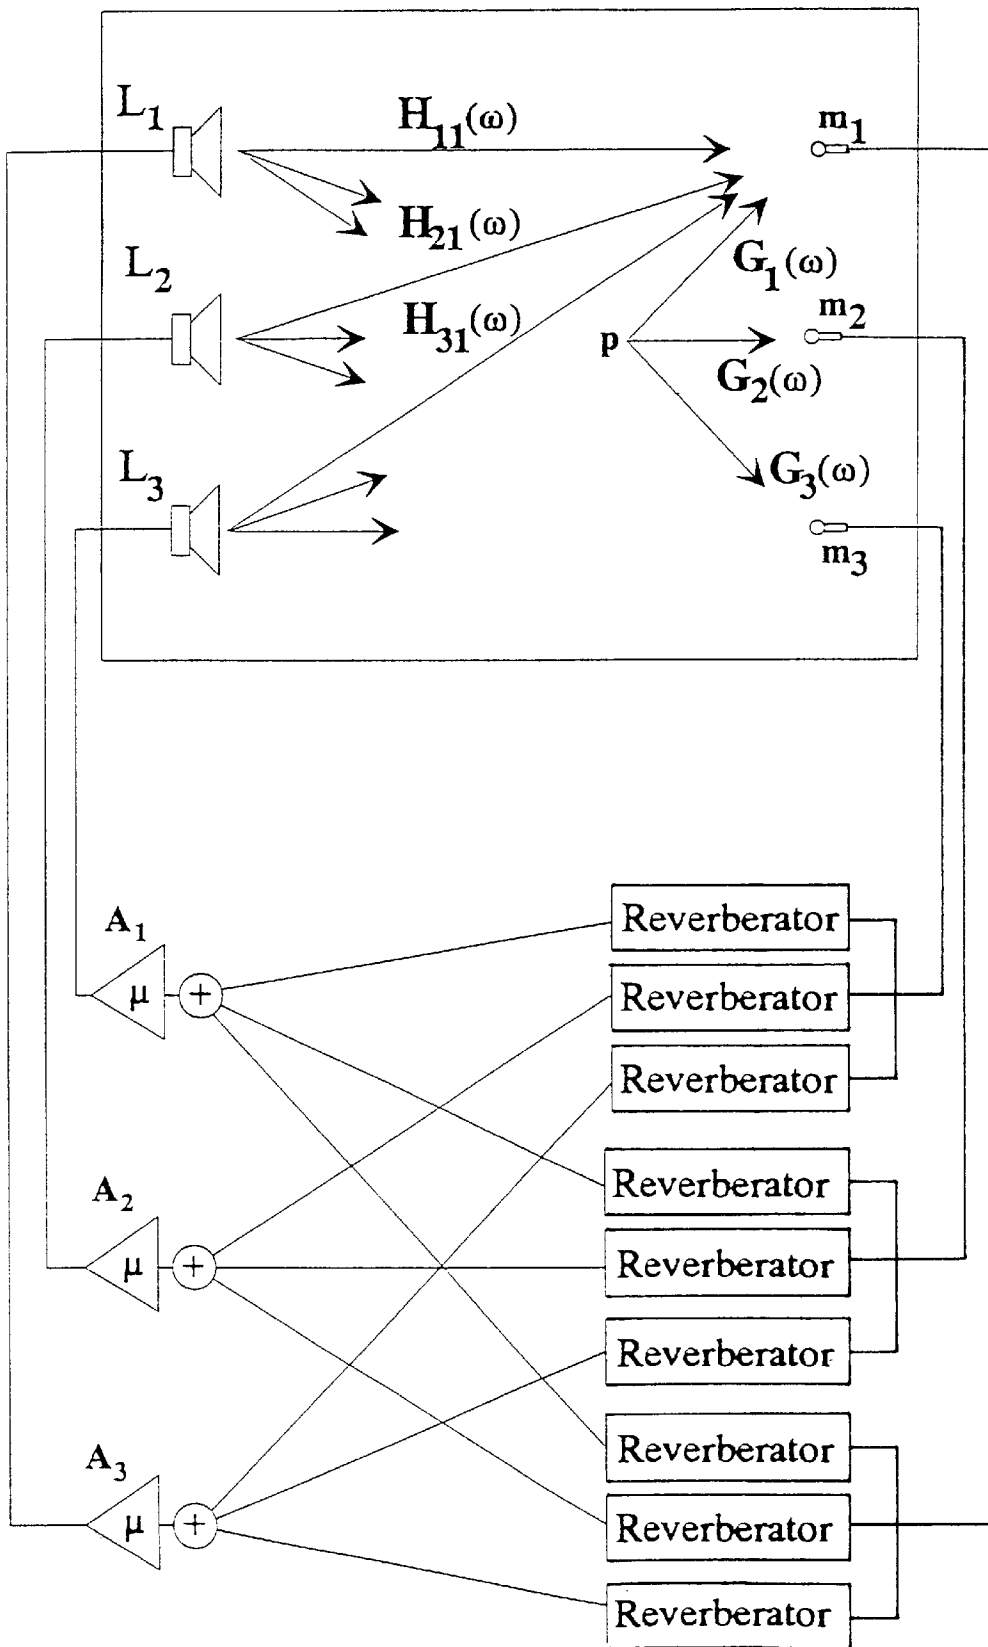 L₁
H₁₁(ω)
m₁
H₂₁(ω)
L₂
G₁(ω)
m₂
H₃₁(ω)
p
G₂(ω)
L₃
G₃(ω)
m₃
Reverberator
A₁
μ +
Reverberator
Reverberator
Reverberator
A₂
μ +
Reverberator
Reverberator
Reverberator
A₃
μ +
Reverberator
Reverberator